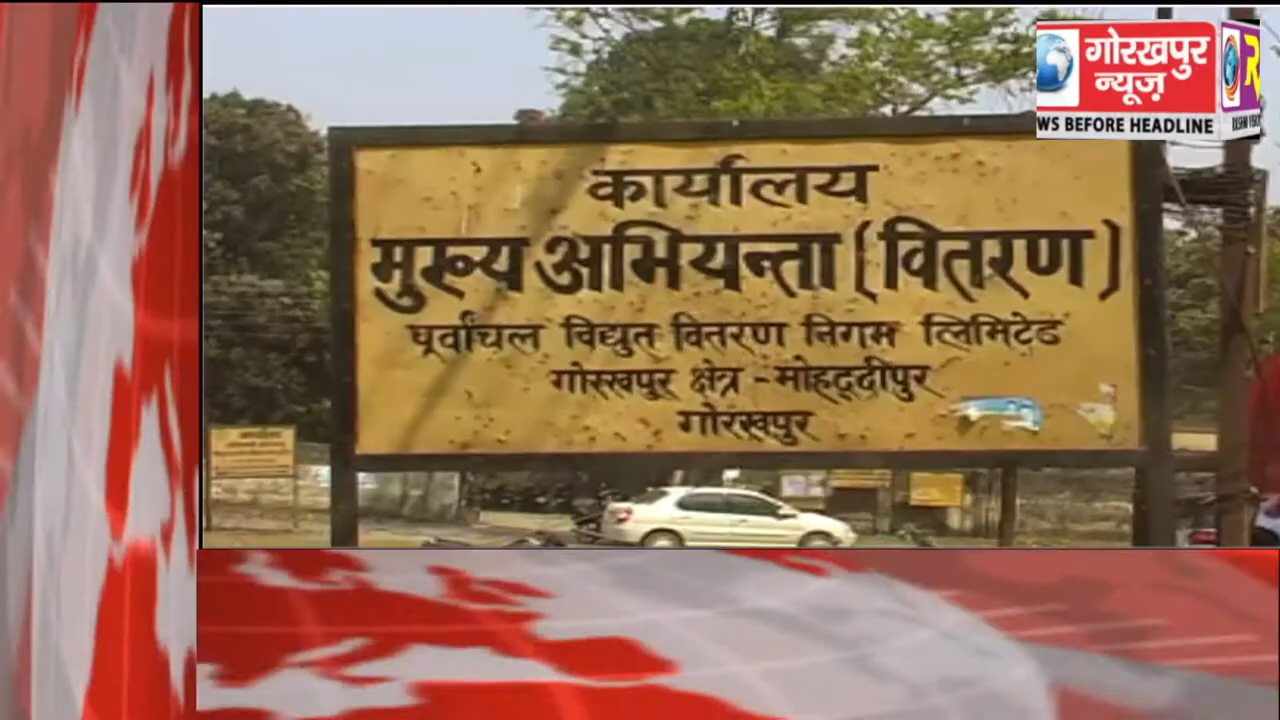 गोरखपुर
न्यूज़
WS BEFORE HEADLINE
कार्यालय
मुख्य अभियन्ता (वितरण)
पूर्वांचल विद्युत वितरण निगम लिमिटेड
गोरखपुर क्षेत्र - मोहद्दीपुर
गोरखपुर